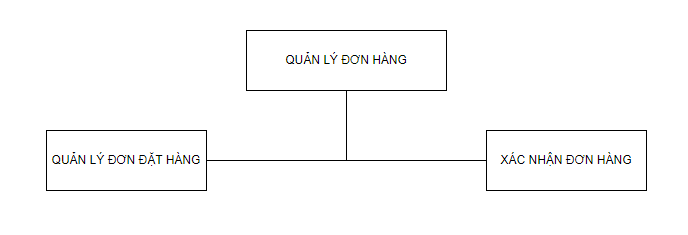 QUẢN LÝ ĐƠN HÀNG
QUẢN LÝ ĐƠN ĐẶT HÀNG
XÁC NHẬN ĐƠN HÀNG